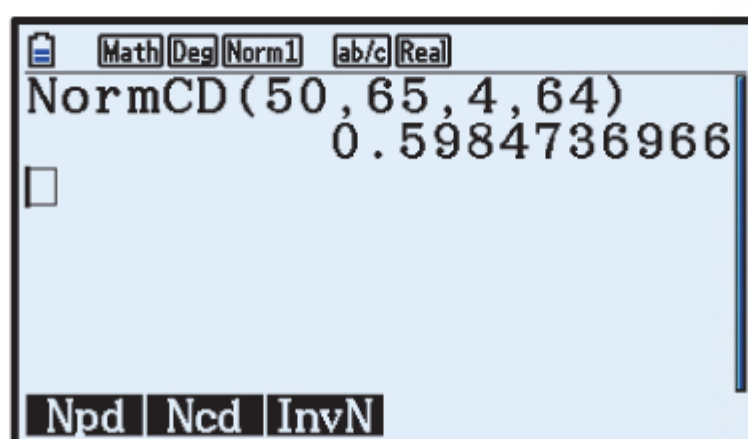 Math Deg Norm1 ab/c Real
NormCD(50,65,4,64)
0.5984736966
Npd Ncd InvN